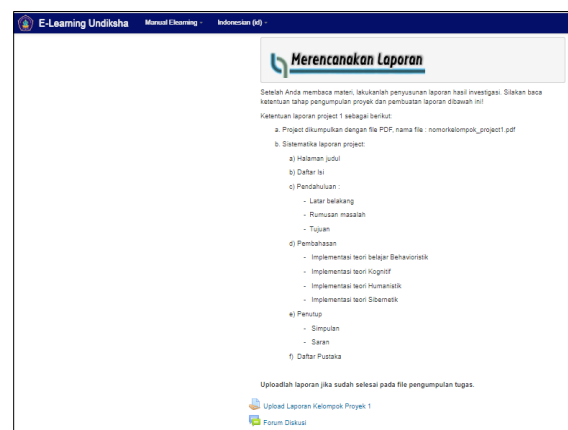 E-Learning Undiksha Manual Elearning Indonesian (id)
Merencanakan Laporan
Setelah Anda membaca materi, lakukanlah penyusunan laporan hasil investigasi. Silakan baca
ketentuan tahap pengumpulan proyek dan pembuatan laporan dibawah ini!
Ketentuan laporan project 1 sebagai berikut:
a. Project dikumpulkan dengan file PDF, nama file : nomorkelompok_project1.pdf
b. Sistematika laporan project:
a) Halaman judul
b) Daftar Isi
c) Pendahuluan :
- Latar belakang
- Rumusan masalah
- Tujuan
d) Pembahasan
- Implementasi teori belajar Behavioristik
- Implementasi teori Kognitif
- Implementasi teori Humanistik
- Implementasi teori Sibernetik
e) Penutup
- Simpulan
- Saran
f) Daftar Pustaka
Uploadlah laporan jika sudah selesai pada file pengumpulan tugas.
Upload Laporan Kelompok Proyek 1
Forum Diskusi